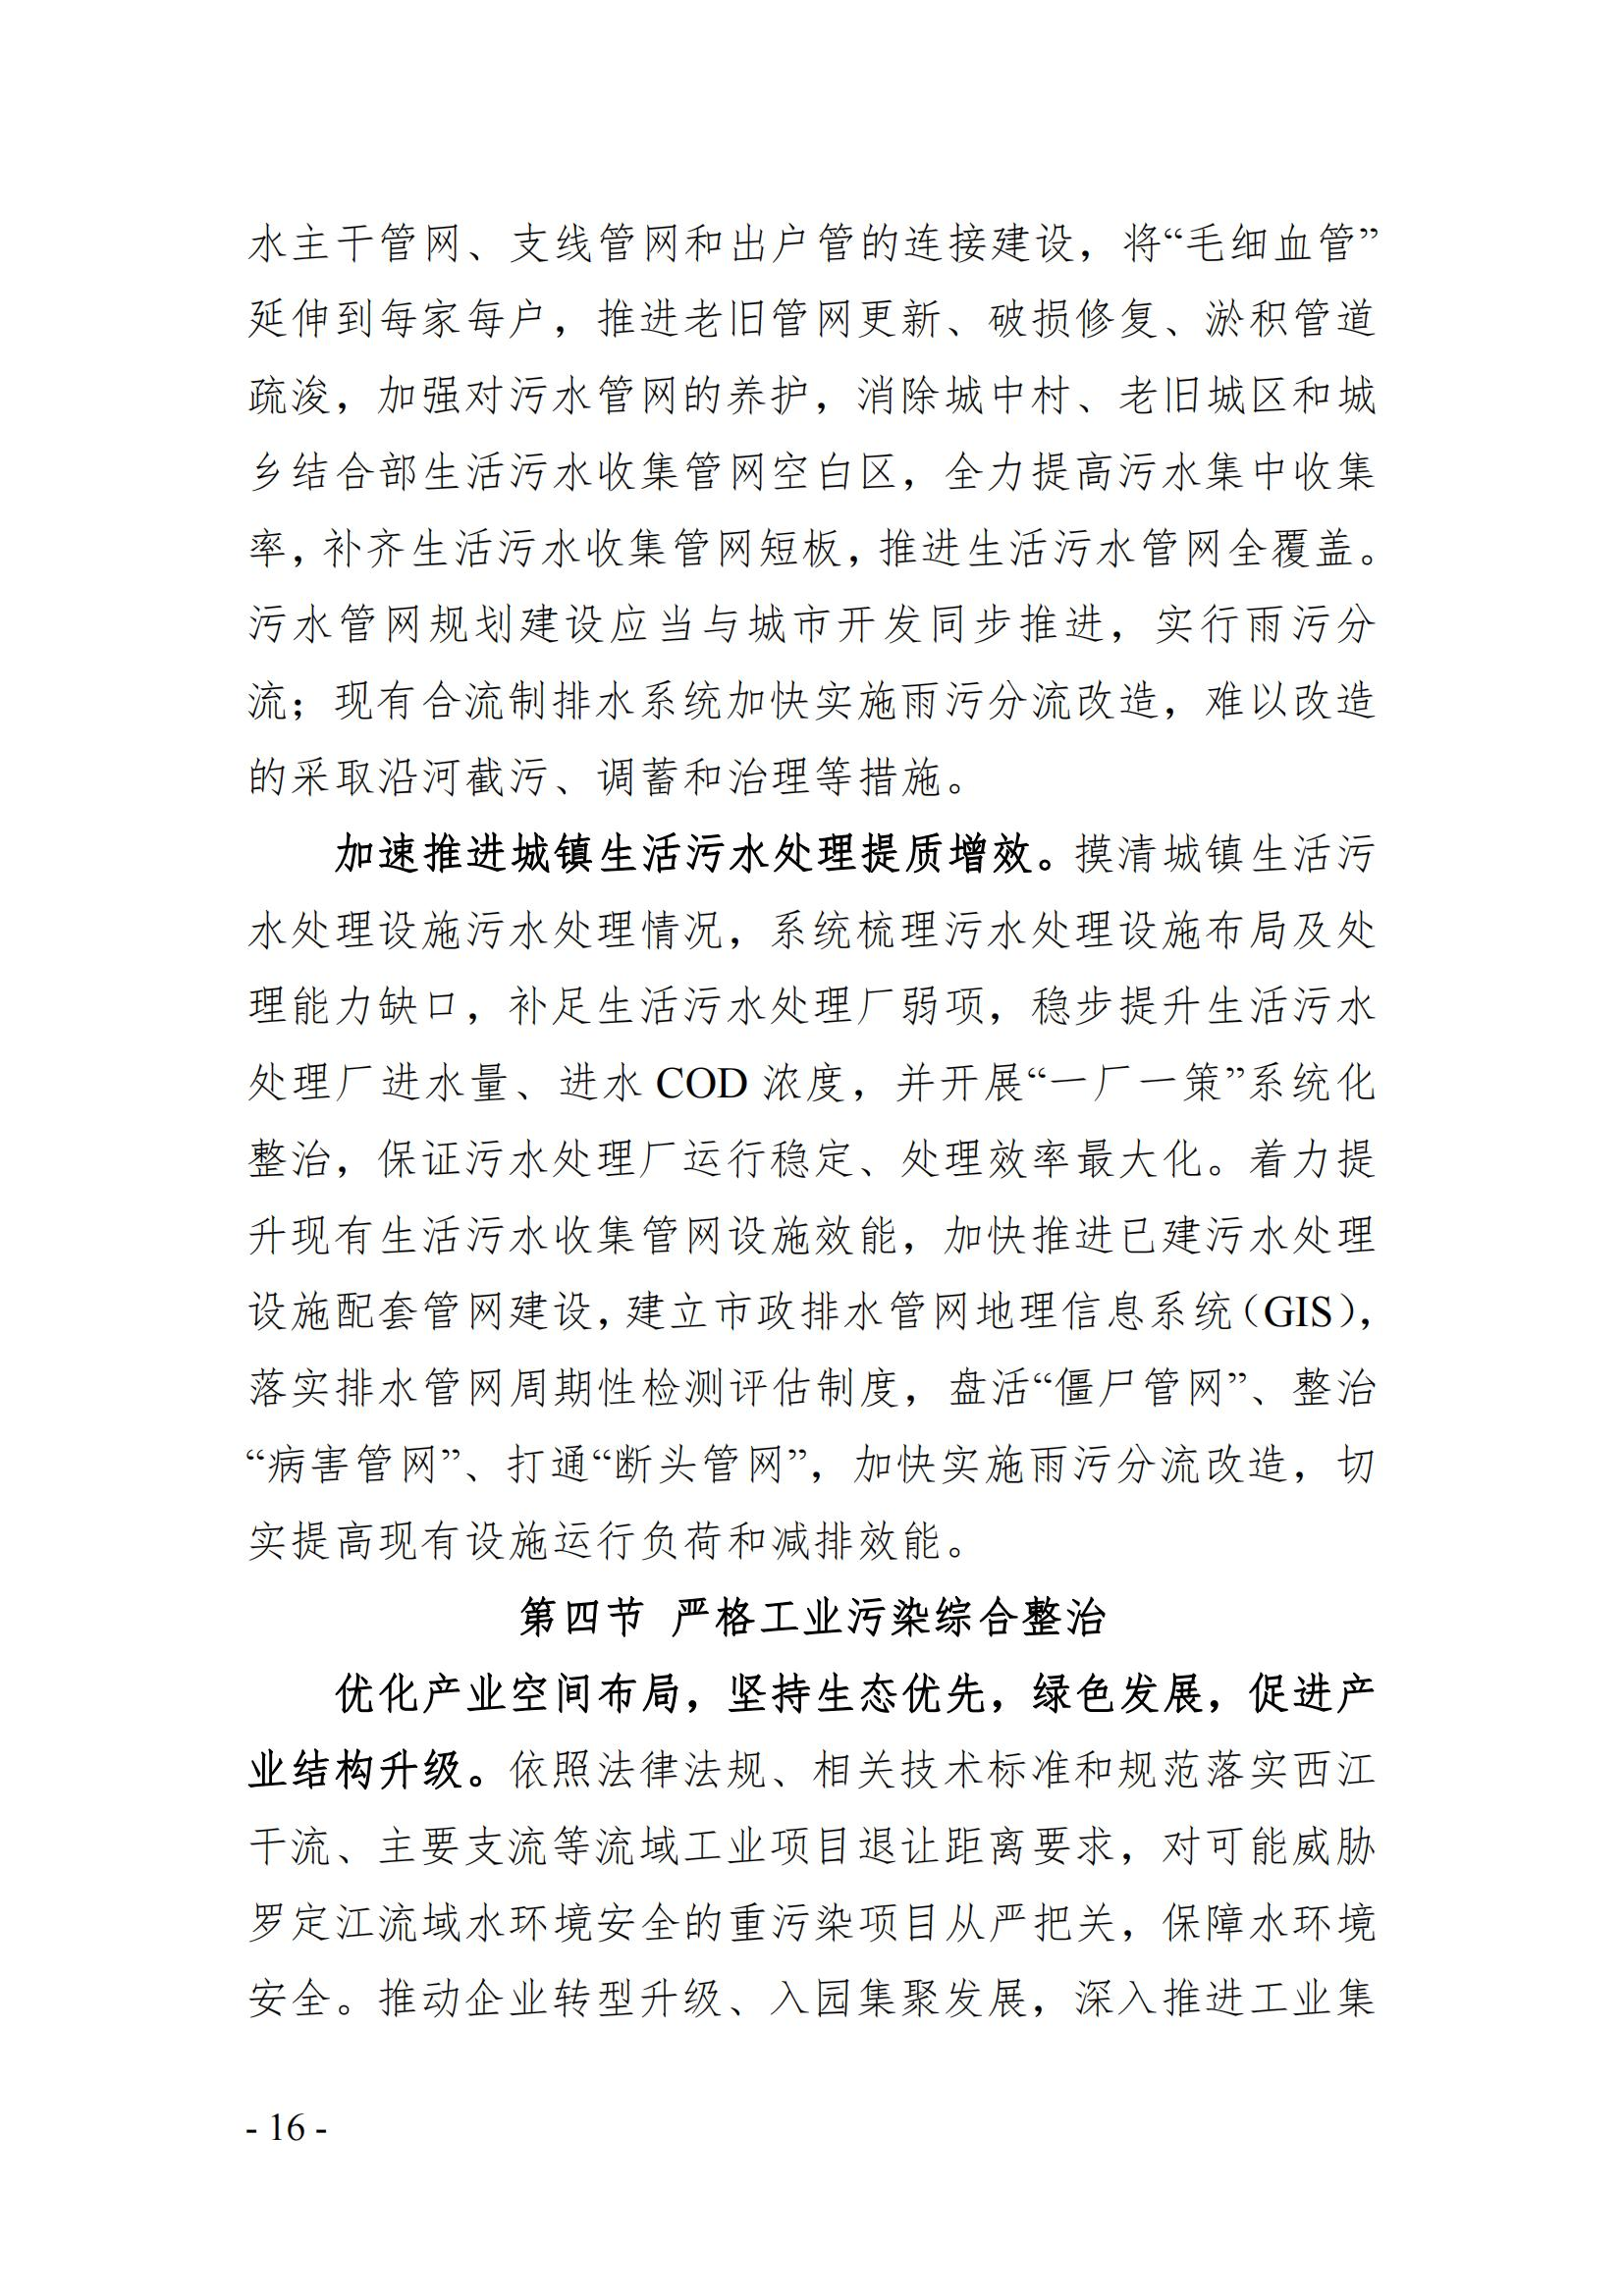 水主干管网、支线管网和出户管的连接建设，将“毛细血管”
延伸到每家每户，推进老旧管网更新、破损修复、淤积管道
疏浚，加强对污水管网的养护，消除城中村、老旧城区和城
乡结合部生活污水收集管网空白区，全力提高污水集中收集
率，补齐生活污水收集管网短板，推进生活污水管网全覆盖。
污水管网规划建设应当与城市开发同步推进，实行雨污分
流；现有合流制排水系统加快实施雨污分流改造，难以改造
的采取沿河截污、调蓄和治理等措施。
加速推进城镇生活污水处理提质增效。摸清城镇生活污
水处理设施污水处理情况，系统梳理污水处理设施布局及处
理能力缺口，补足生活污水处理厂弱项，稳步提升生活污水
处理厂进水量、进水 COD 浓度，并开展“一厂一策”系统化
整治，保证污水处理厂运行稳定、处理效率最大化。着力提
升现有生活污水收集管网设施效能，加快推进已建污水处理
设施配套管网建设，建立市政排水管网地理信息系统（GIS），
落实排水管网周期性检测评估制度，盘活“僵尸管网”、整治
“病害管网”、打通“断头管网”，加快实施雨污分流改造，切
实提高现有设施运行负荷和减排效能。
第四节 严格工业污染综合整治
优化产业空间布局，坚持生态优先，绿色发展，促进产
业结构升级。依照法律法规、相关技术标准和规范落实西江
干流、主要支流等流域工业项目退让距离要求，对可能威胁
罗定江流域水环境安全的重污染项目从严把关，保障水环境
安全。推动企业转型升级、入园集聚发展，深入推进工业集
- 16 -